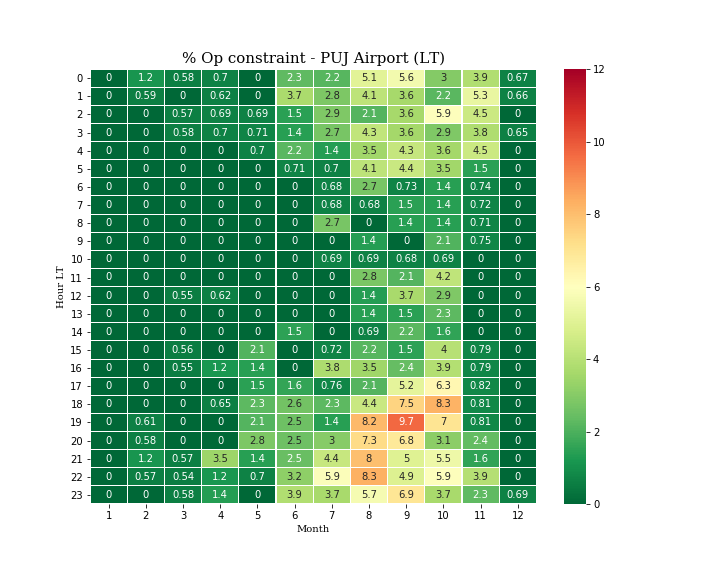 % Op constraint - PUJ Airport (LT)
0 0 1.2 0.58 0.7 0 2.3 2.2 5.1 5.6 3 3.9 0.67
1 0 0.59 0 0.62 0 3.7 2.8 4.1 3.6 2.2 5.3 0.66
2 0 0 0.57 0.69 0.69 1.5 2.9 2.1 3.6 5.9 4.5 0
3 0 0 0.58 0.7 0.71 1.4 2.7 4.3 3.6 2.9 3.8 0.65
4 0 0 0 0 0.7 2.2 1.4 3.5 4.3 3.6 4.5 0
5 0 0 0 0 0 0.71 0.7 4.1 4.4 3.5 1.5 0
6 0 0 0 0 0 0 0.68 2.7 0.73 1.4 0.74 0
7 0 0 0 0 0 0 0.68 0.68 1.5 1.4 0.72 0
8 0 0 0 0 0 0 2.7 0 1.4 1.4 0.71 0
9 0 0 0 0 0 0 0 1.4 0 2.1 0.75 0
10 0 0 0 0 0 0 0.69 0.69 0.68 0.69 0 0
11 0 0 0 0 0 0 0 2.8 2.1 4.2 0 0
12 0 0 0.55 0.62 0 0 0 1.4 3.7 2.9 0 0
13 0 0 0 0 0 0 0 1.4 1.5 2.3 0 0
14 0 0 0 0 0 1.5 0 0.69 2.2 1.6 0 0
15 0 0 0.56 0 2.1 0 0.72 2.2 1.5 4 0.79 0
16 0 0 0.55 1.2 1.4 0 3.8 3.5 2.4 3.9 0.79 0
17 0 0 0 0 1.5 1.6 0.76 2.1 5.2 6.3 0.82 0
18 0 0 0 0.65 2.3 2.6 2.3 4.4 7.5 8.3 0.81 0
19 0 0.61 0 0 2.1 2.5 1.4 8.2 9.7 7 0.81 0
20 0 0.58 0 0 2.8 2.5 3 7.3 6.8 3.1 2.4 0
21 0 1.2 0.57 3.5 1.4 2.5 4.4 8 5 5.5 1.6 0
22 0 0.57 0.54 1.2 0.7 3.2 5.9 8.3 4.9 5.9 3.9 0
23 0 0 0.58 1.4 0 3.9 3.7 5.7 6.9 3.7 2.3 0.69
1 2 3 4 5 6 7 8 9 10 11 12
Month
Hour LT
12
10
8
6
4
2
0